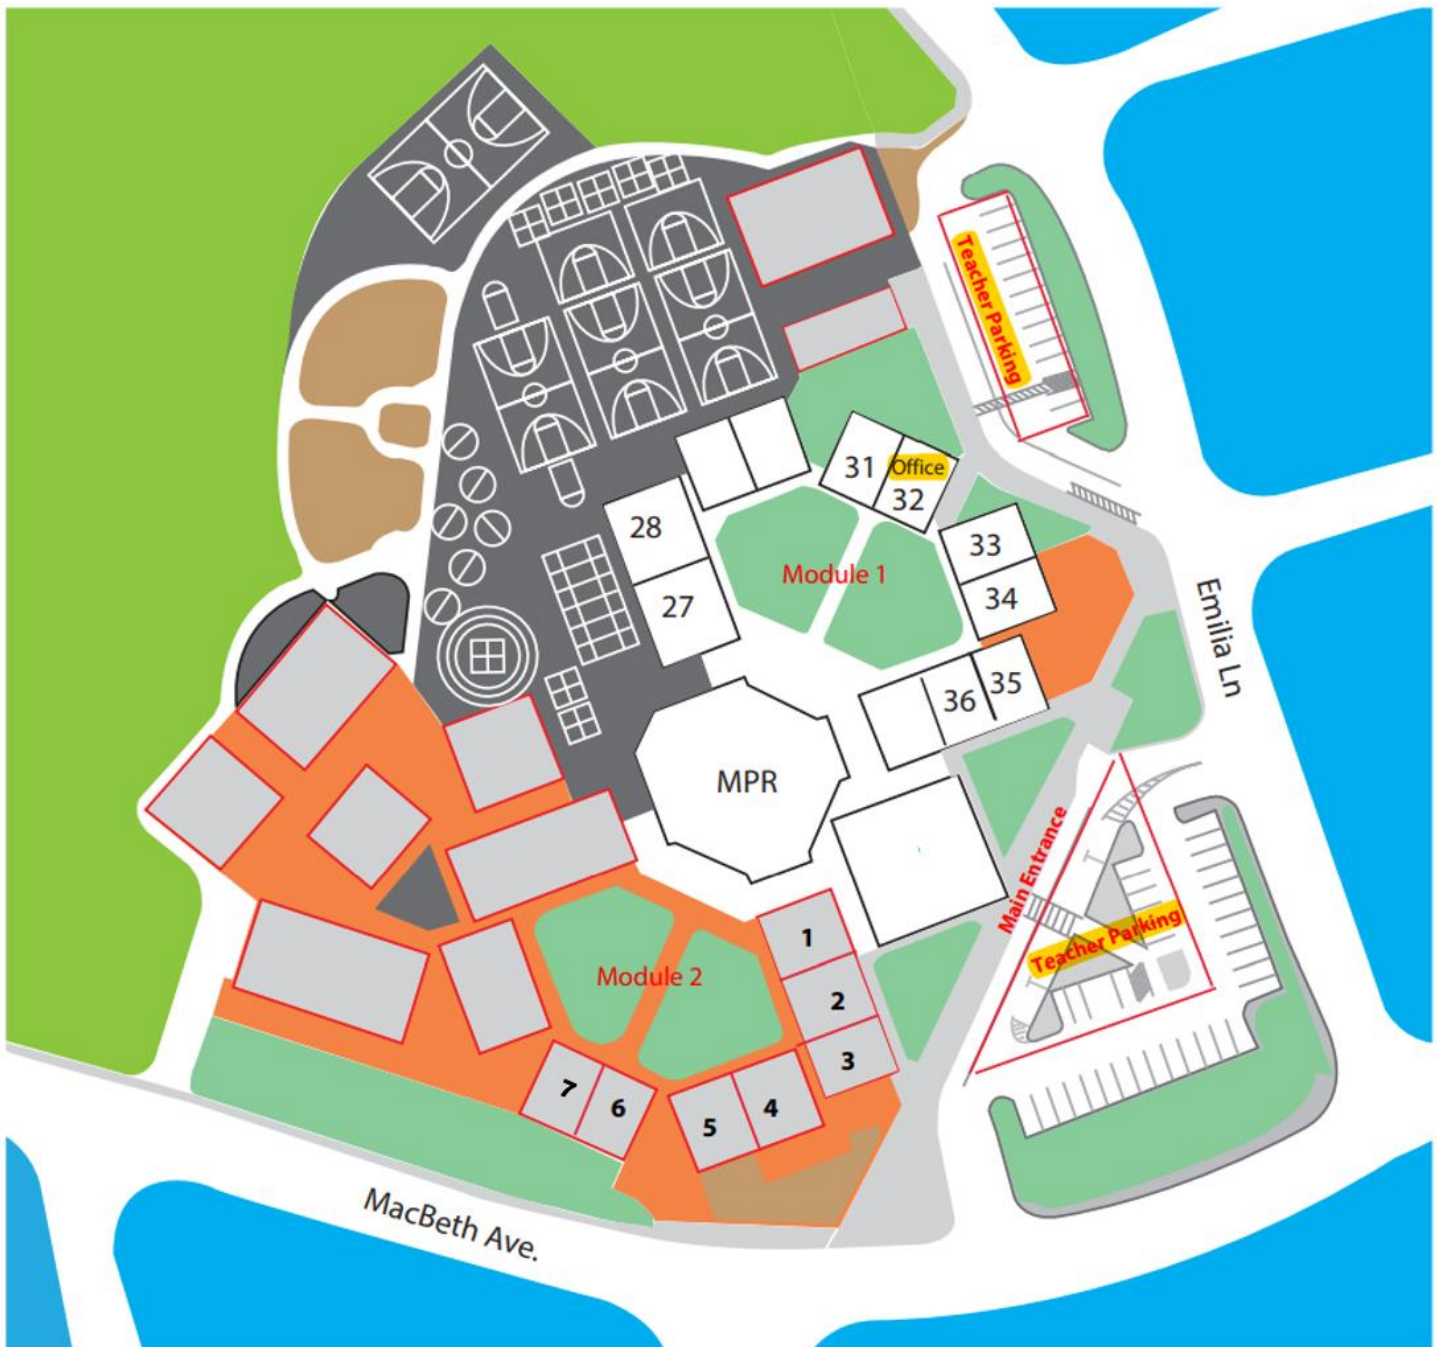 Teacher Parking
31
Office
32
28
33
Module 1
27
34
Emilia Ln
36
35
MPR
Main Entrance
Teacher Parking
1
Module 2
2
3
7
6
5
4
MacBeth Ave.